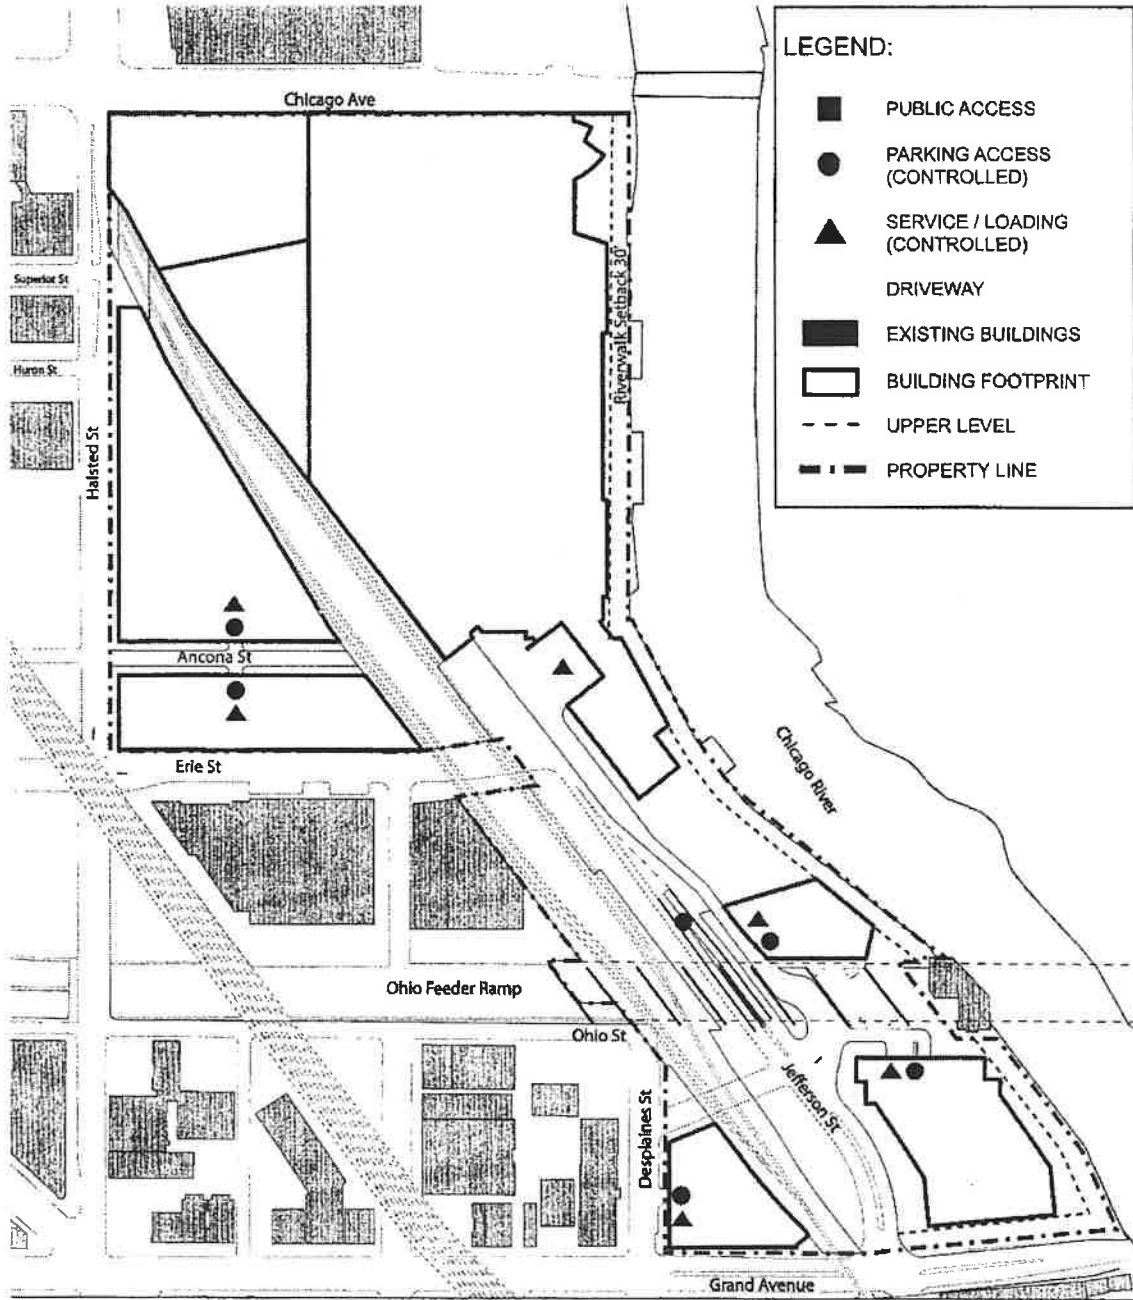 LEGEND:
PUBLIC ACCESS
PARKING ACCESS
(CONTROLLED)
SERVICE / LOADING
(CONTROLLED)
DRIVEWAY
EXISTING BUILDINGS
BUILDING FOOTPRINT
UPPER LEVEL
PROPERTY LINE
Chicago Ave
Superior St
Huron St
Halsted St
Riverwalk Setback 30'
Ancona St
Erie St
Chicago River
Ohio Feeder Ramp
Ohio St
Jefferson St
Desplaines St
Grand Avenue